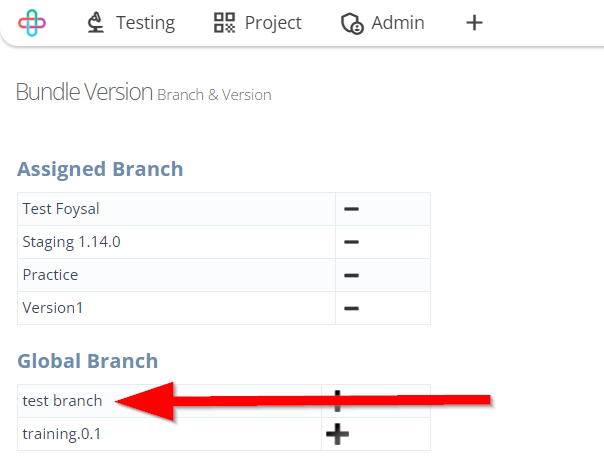 Testing Project Admin
Bundle Version Branch & Version
Assigned Branch
Test Foysal
Staging 1.14.0
Practice
Version1
Global Branch
test branch
training.0.1